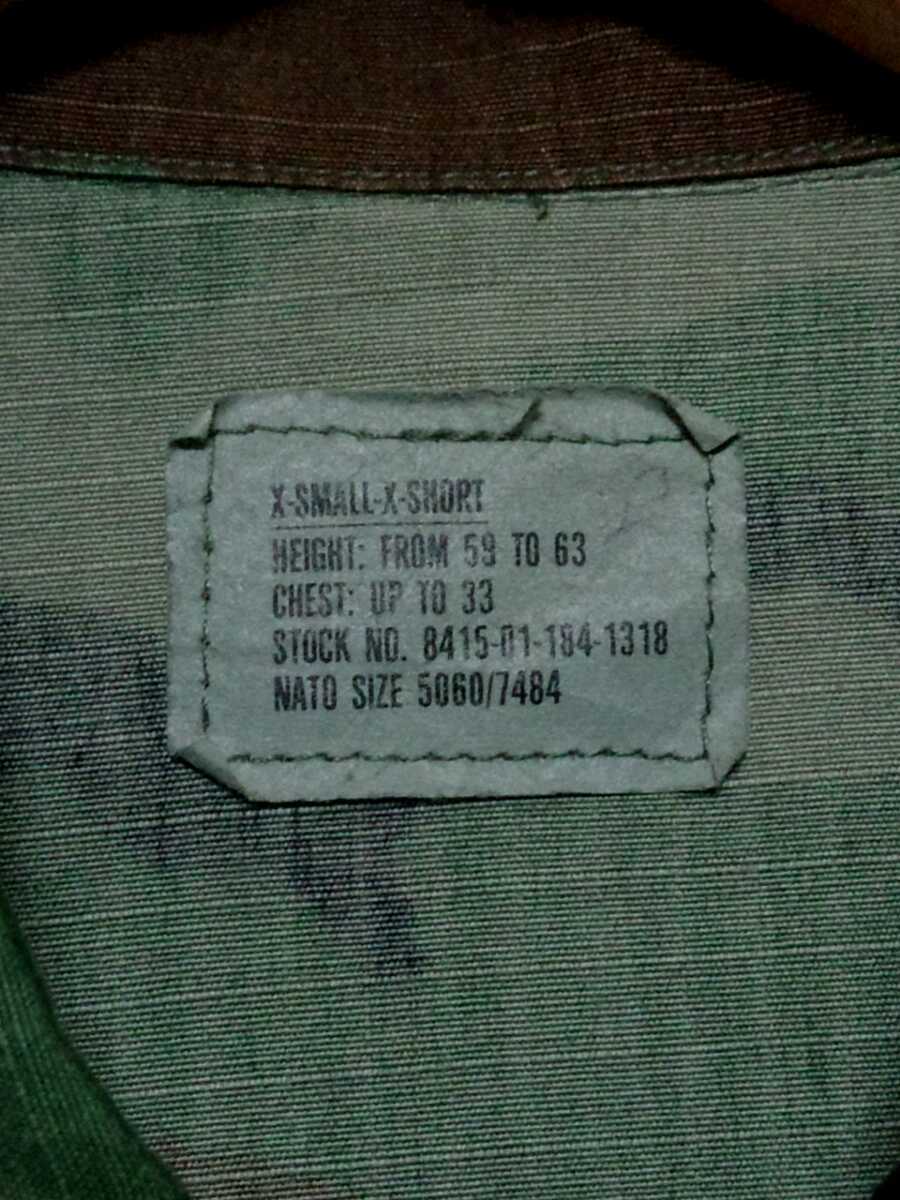 X-SMALL-X-SHORT
HEIGHT: FROM 59 TO 63
CHEST: UP TO 33
STOCK NO. 8415-01-184-1318
NATO SIZE 5060/7484